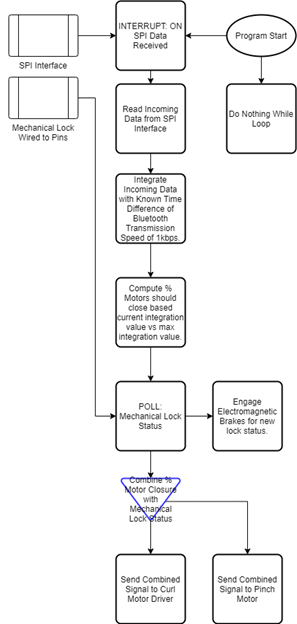 INTERRUPT: ON
SPI Data
Received
Program Start
SPI Interface
Read Incoming
Data from SPI
Interface
Do Nothing While
Loop
Mechanical Lock
Wired to Pins
Integrate
Incoming Data
with Known Time
Difference of
Bluetooth
Transmission
Speed of 1kbps.
Compute %
Motors should
close based
current integration
value vs max
integration value.
POLL:
Mechanical Lock
Status
Engage
Electromagnetic
Brakes for new
lock status.
Combine %
Motor Closure
with
Mechanical
Lock Status
Send Combined
Signal to Curl
Motor Driver
Send Combined
Signal to Pinch
Motor